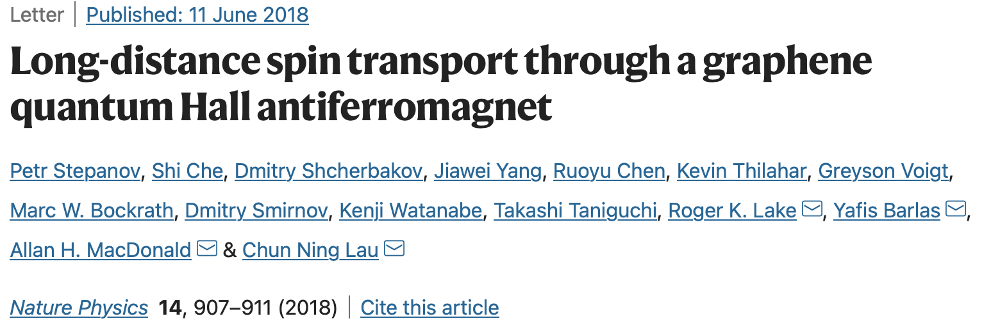 Letter | Published: 11 June 2018
Long-distance spin transport through a graphene
quantum Hall antiferromagnet
Petr Stepanov, Shi Che, Dmitry Shcherbakov, Jiawei Yang, Ruoyu Chen, Kevin Thilahar, Greyson Voigt,
Marc W. Bockrath, Dmitry Smirnov, Kenji Watanabe, Takashi Taniguchi, Roger K. Lake, Yafis Barlas,
Allan H. MacDonald & Chun Ning Lau
Nature Physics 14, 907–911 (2018) | Cite this article